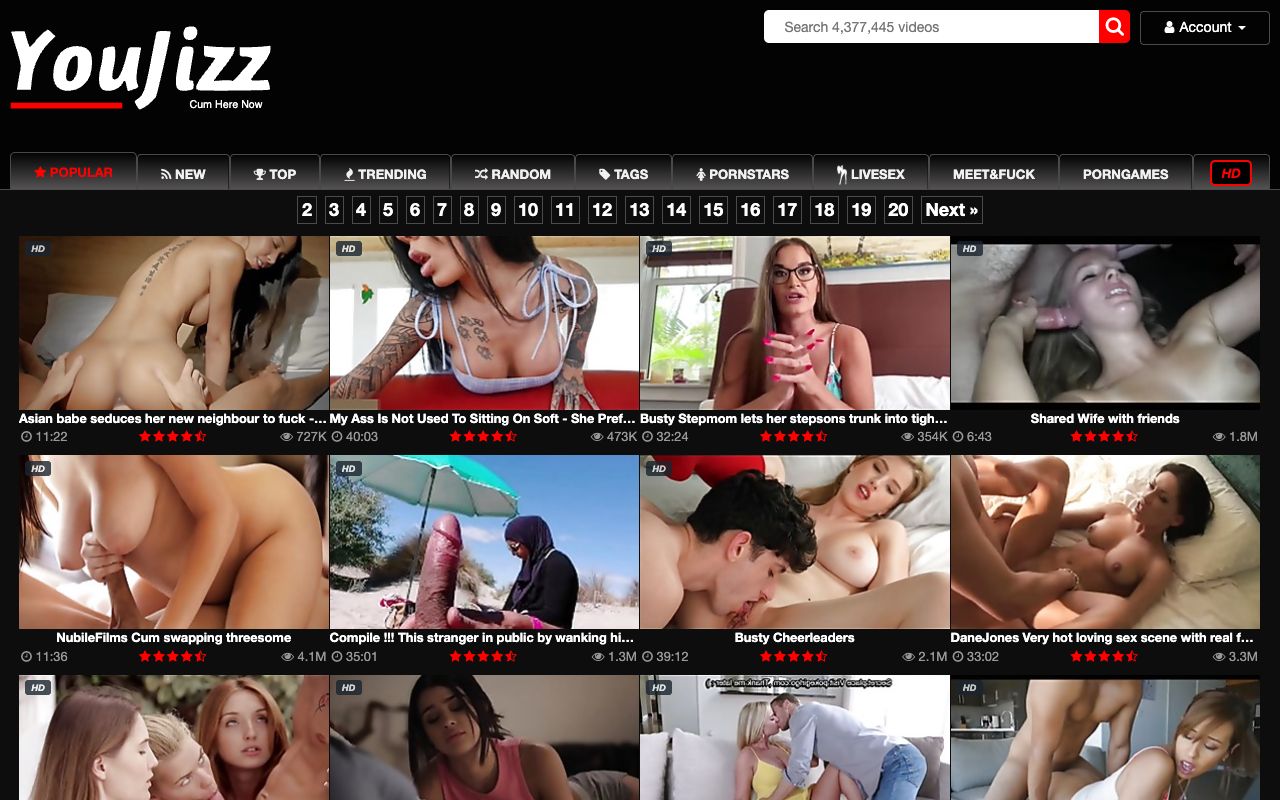 YouJizz
Cum Here Now
Search 4,377,445 videos
Account
POPULAR
NEW
TOP
TRENDING
RANDOM
TAGS
PORNSTARS
LIVESEX
MEET&FUCK
PORNGAMES
HD
2 3 4 5 6 7 8 9 10 11 12 13 14 15 16 17 18 19 20 Next »
HD
HD
HD
HD
Asian babe seduces her new neighbour to fuck -...
My Ass Is Not Used To Sitting On Soft - She Pref...
Busty Stepmom lets her stepsons trunk into tigh...
Shared Wife with friends
11:22 727K
40:03 473K
32:24 354K
6:43 1.8M
HD
HD
HD
NubileFilms Cum swapping threesome
Compile !!! This stranger in public by wanking hi...
Busty Cheerleaders
DaneJones Very hot loving sex scene with real f...
11:36 4.1M
35:01 1.3M
39:12 2.1M
33:02 3.3M
HD
HD
HD
HD